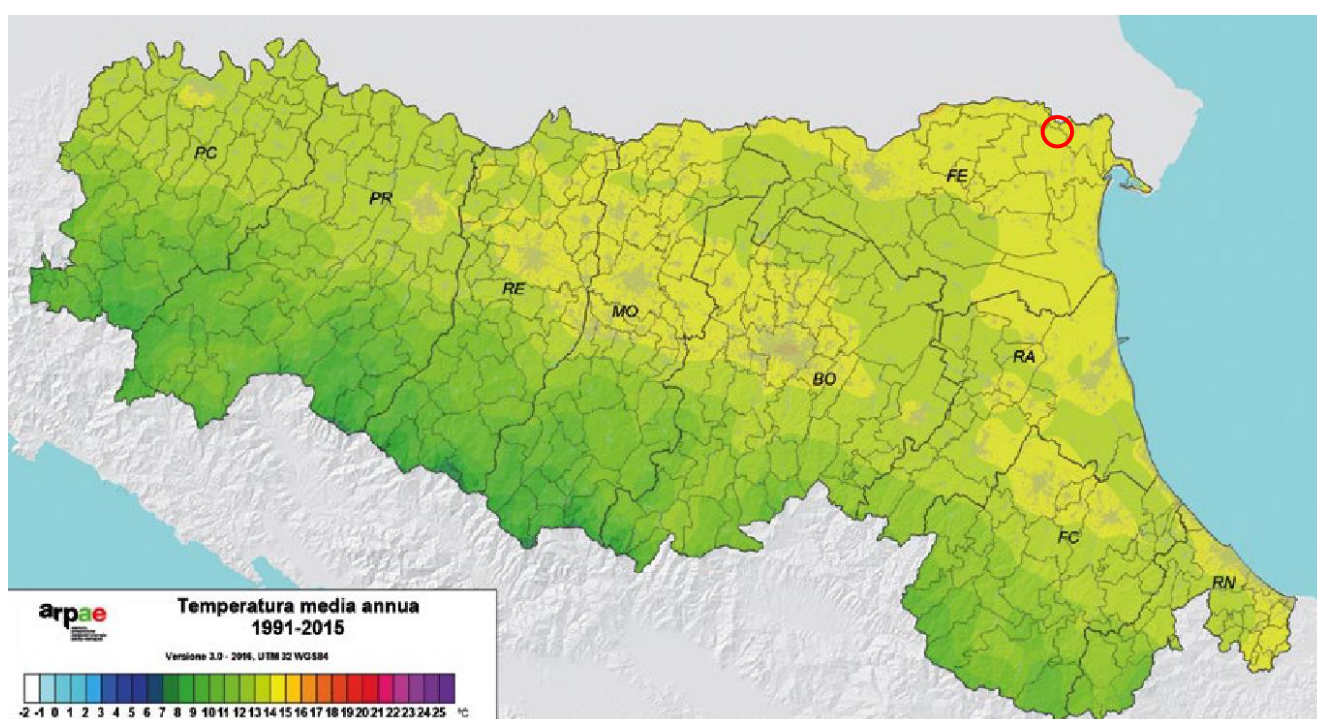 PC
PR
RE
MO
BO
FE
RA
FC
RN
arpae
Temperatura media annua
1991-2015
Versione 3.0 - 2016, UTM 32 WGS84
-2 -1 0 1 2 3 4 5 6 7 8 9 10 11 12 13 14 15 16 17 18 19 20 21 22 23 24 25 °C